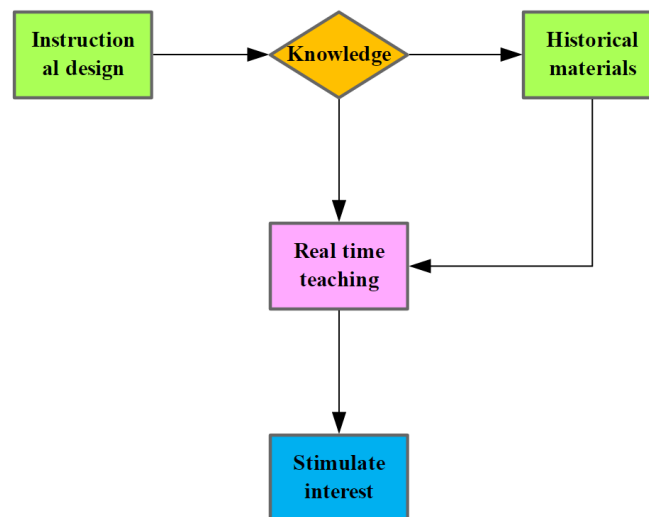 Instruction
al design
Knowledge
Historical
materials
Real time
teaching
Stimulate
interest